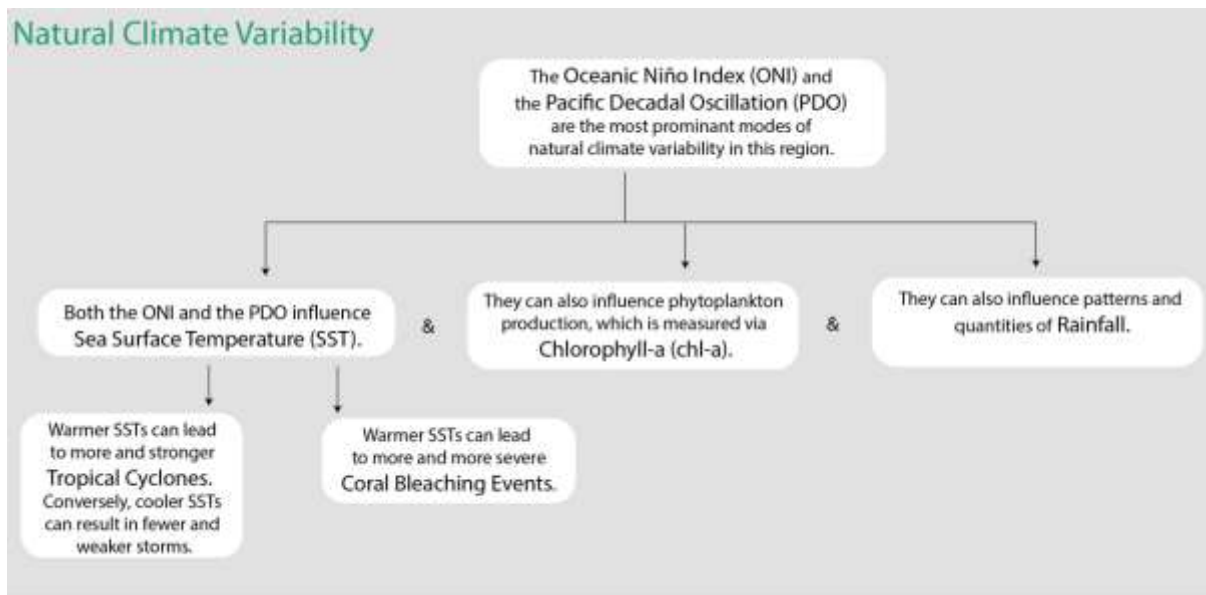 Natural Climate Variability
The Oceanic Niño Index (ONI) and
the Pacific Decadal Oscillation (PDO)
are the most prominant modes of
natural climate variability in this region.
Both the ONI and the PDO influence
Sea Surface Temperature (SST).
&
They can also influence phytoplankton
production, which is measured via
Chlorophyll-a (chl-a).
&
They can also influence patterns and
quantities of Rainfall.
Warmer SSTs can lead
to more and stronger
Tropical Cyclones.
Conversely, cooler SSTs
can result in fewer and
weaker storms.
Warmer SSTs can lead
to more and more severe
Coral Bleaching Events.